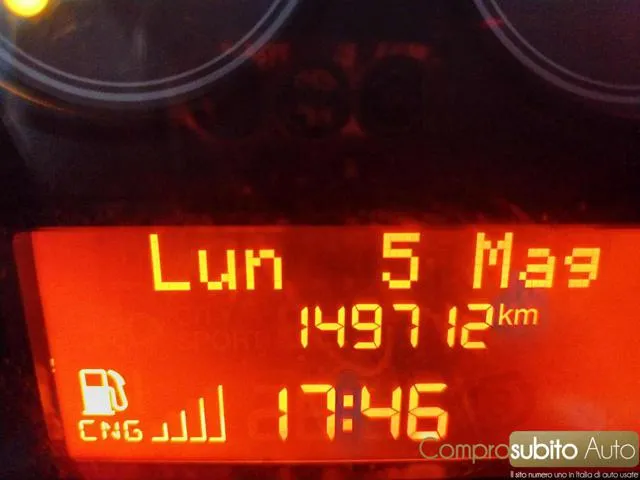 Lun 5 Mag
149712 km
17:46
CNG
Comprosubito Auto
Il sito numero uno in Italia di auto usate